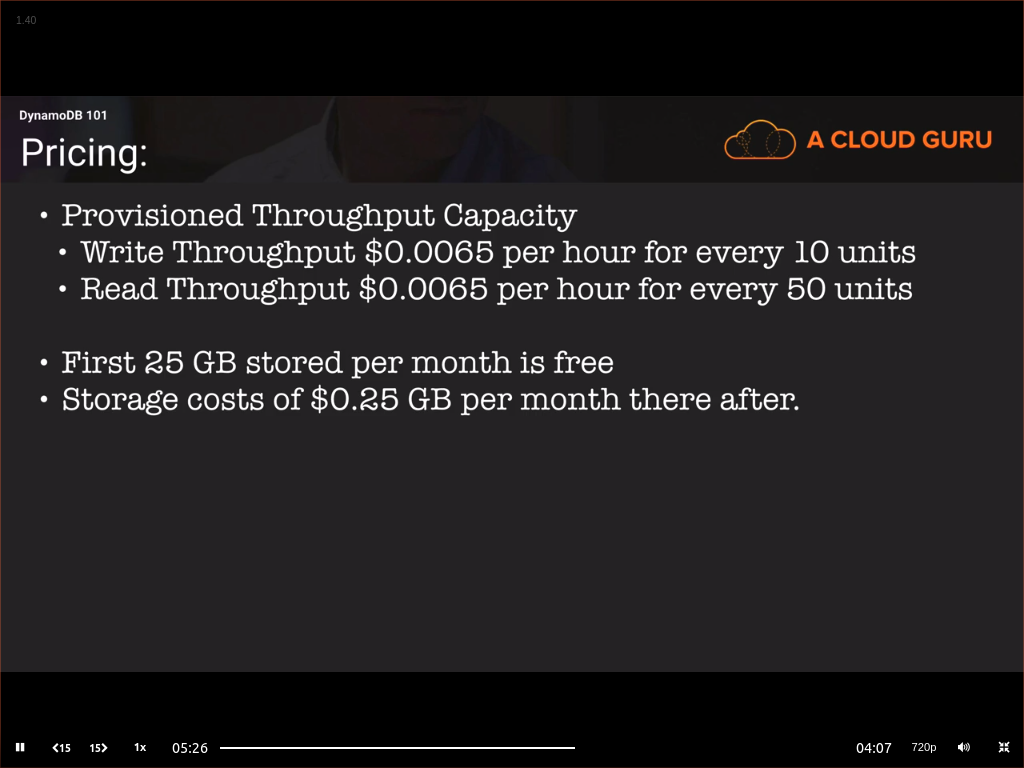 1.40
DynamoDB 101
Pricing:
A CLOUD GURU
• Provisioned Throughput Capacity
• Write Throughput $0.0065 per hour for every 10 units
• Read Throughput $0.0065 per hour for every 50 units
• First 25 GB stored per month is free
• Storage costs of $0.25 GB per month there after.
15 15 1x 05:26 04:07 720p